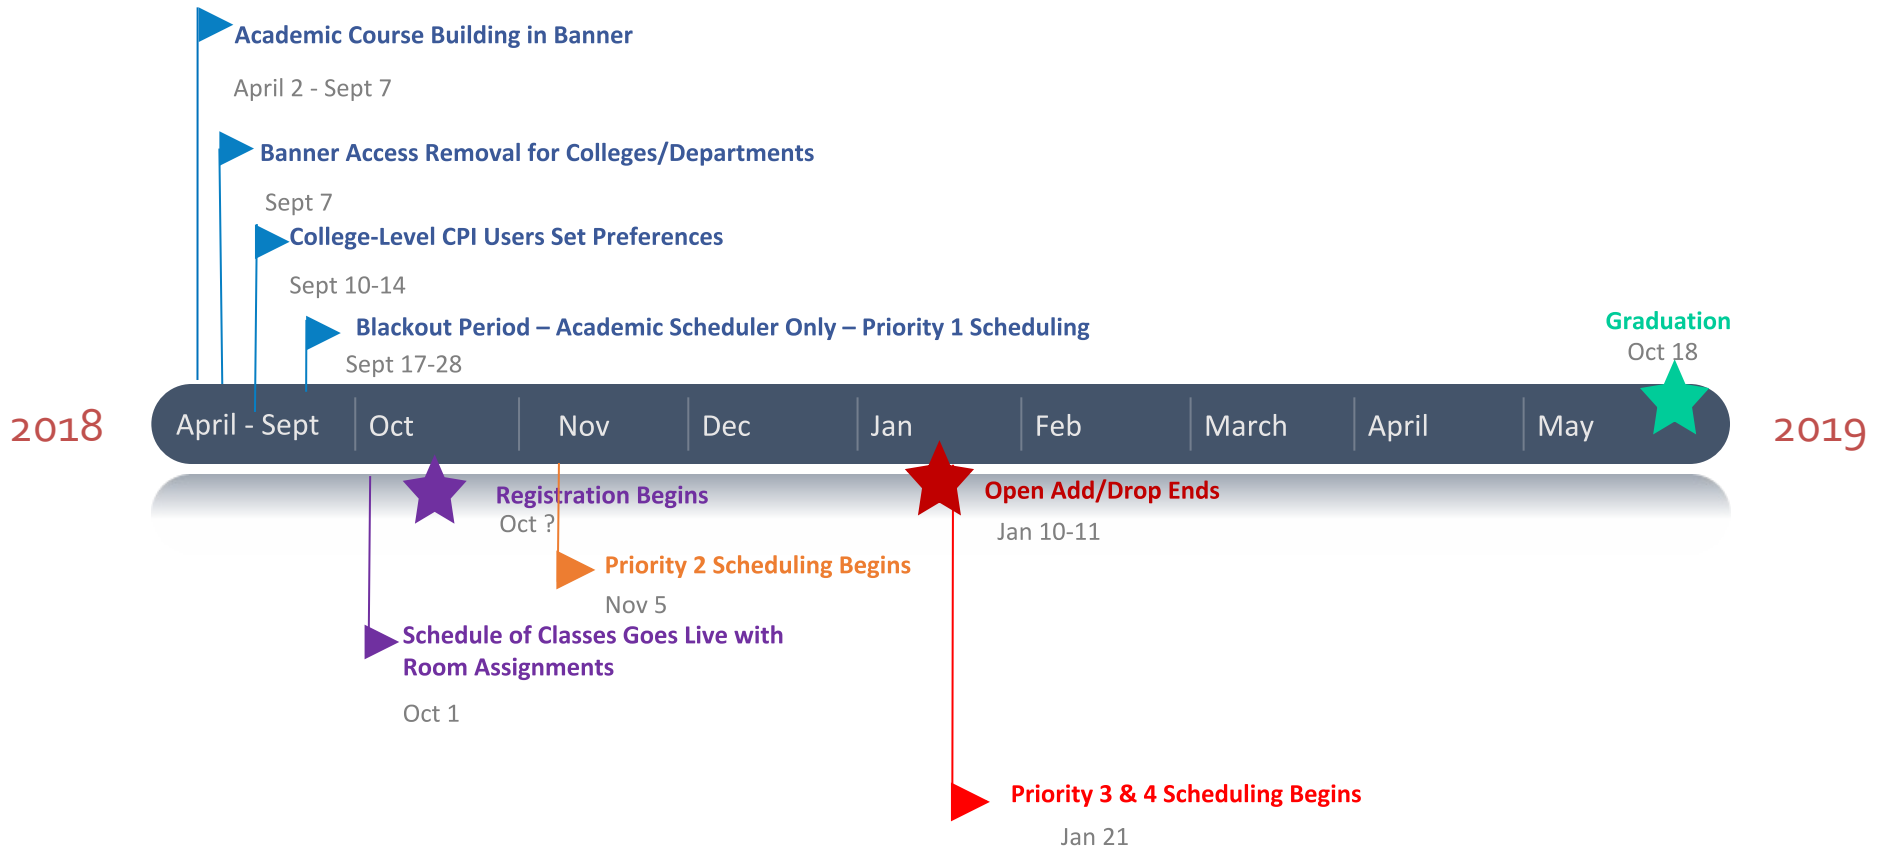 Academic Course Building in Banner
April 2 - Sept 7
Banner Access Removal for Colleges/Departments
Sept 7
College-Level CPI Users Set Preferences
Sept 10-14
Blackout Period – Academic Scheduler Only – Priority 1 Scheduling
Sept 17-28
Graduation
Oct 18
2018
April - Sept
Oct
Nov
Dec
Jan
Feb
March
April
May
2019
Registration Begins
Oct ?
Open Add/Drop Ends
Jan 10-11
Priority 2 Scheduling Begins
Nov 5
Schedule of Classes Goes Live with
Room Assignments
Oct 1
Priority 3 & 4 Scheduling Begins
Jan 21